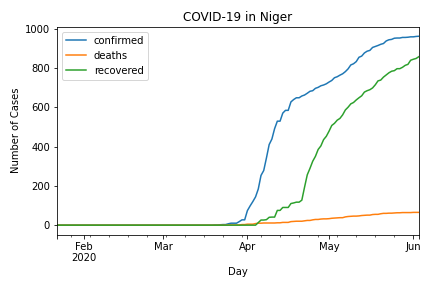 COVID-19 in Niger
confirmed
deaths
recovered
Number of Cases
1000
800
600
400
200
0
Feb
2020
Mar
Apr
May
Jun
Day